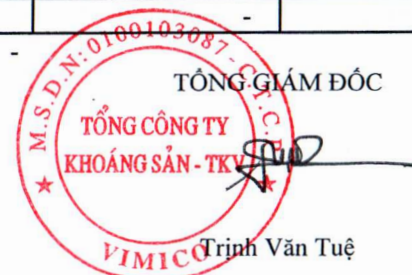 -
-
TỔNG GIÁM ĐỐC
M.S.D.N: 0100103087 - C.T.C.P
TỔNG CÔNG TY
KHOÁNG SẢN - TKV
VIMICO
Trịnh Văn Tuệ